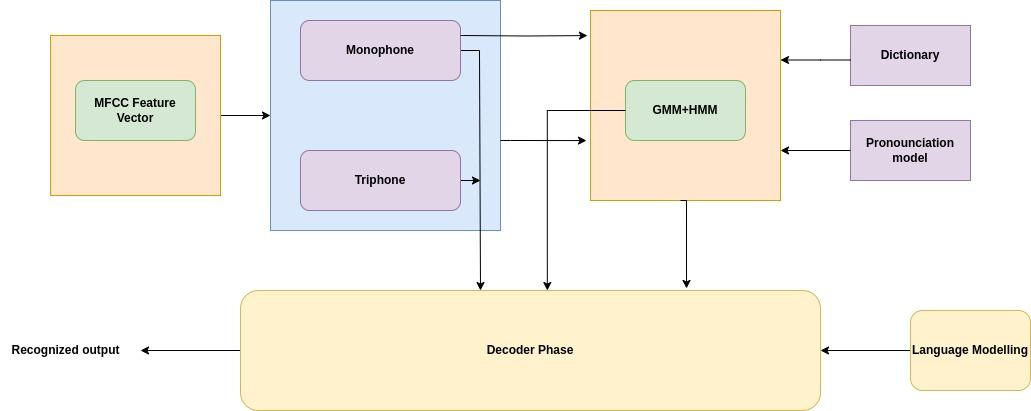 Monophone
MFCC Feature
Vector
Triphone
GMM+HMM
Dictionary
Pronounciation
model
Recognized output
Decoder Phase
Language Modelling